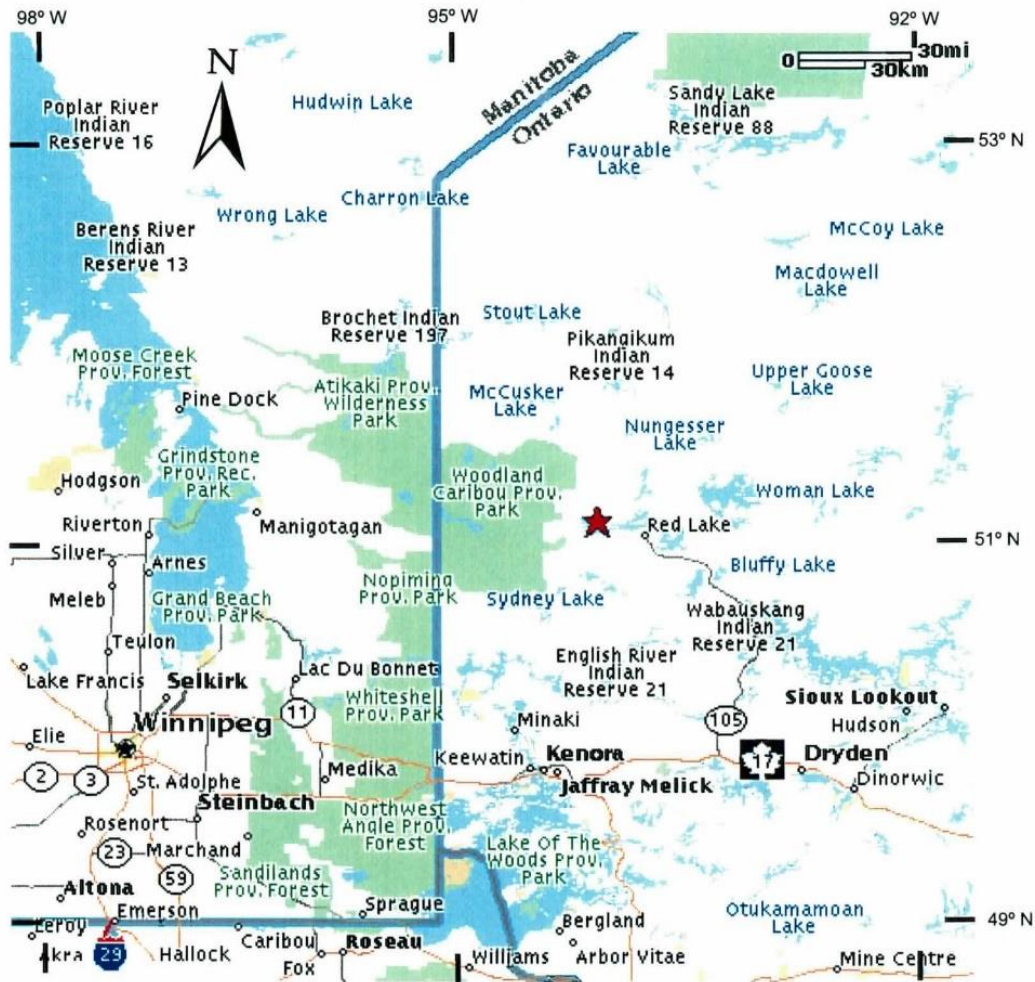 98° W
95° W
92° W
N
Manitoba
Ontario
0
30mi
30km
Poplar River
Indian
Reserve 16
Hudwin Lake
Sandy Lake
Indian
Reserve 88
53° N
Favourable
Lake
Charron Lake
Wrong Lake
Berens River
Indian
Reserve 13
McCoy Lake
Macdowell
Lake
Stout Lake
Brochet Indian
Reserve 197
Pikangikum
Indian
Reserve 14
Moose Creek
Prov. Forest
Pine Dock
Atikaki Prov.
Wilderness
Park
McCusker
Lake
Upper Goose
Lake
Nungesser
Lake
Grindstone
Prov. Rec.
Park
Hodgson
Woodland
Caribou Prov.
Park
Woman Lake
Riverton
Manigotagan
Red Lake
51° N
Silver
Arnes
Bluffy Lake
Meleb
Grand Beach
Prov. Park
Nopiming
Prov. Park
Sydney Lake
Wabauskang
Indian
Reserve 21
Teulon
Lake Francis
Selkirk
Lac Du Bonnet
English River
Indian
Reserve 21
Whiteshell
Prov. Park
Sioux Lookout
Hudson
11
Winnipeg
Minaki
105
Elie
Keewatin
Kenora
17
Dryden
2
3
St. Adolphe
Medika
Jaffray Melick
Dinorwic
Steinbach
Rosenort
Northwest
Angle Prov.
Forest
Lake Of The
Woods Prov.
Park
23
Marchand
59
Sandilands
Prov. Forest
Altona
Sprague
Otukamamoan
Lake
49° N
Emerson
Leroy
Akra
29
Hallock
Caribou
Fox
Roseau
Williams
Bergland
Arbor Vitae
Mine Centre